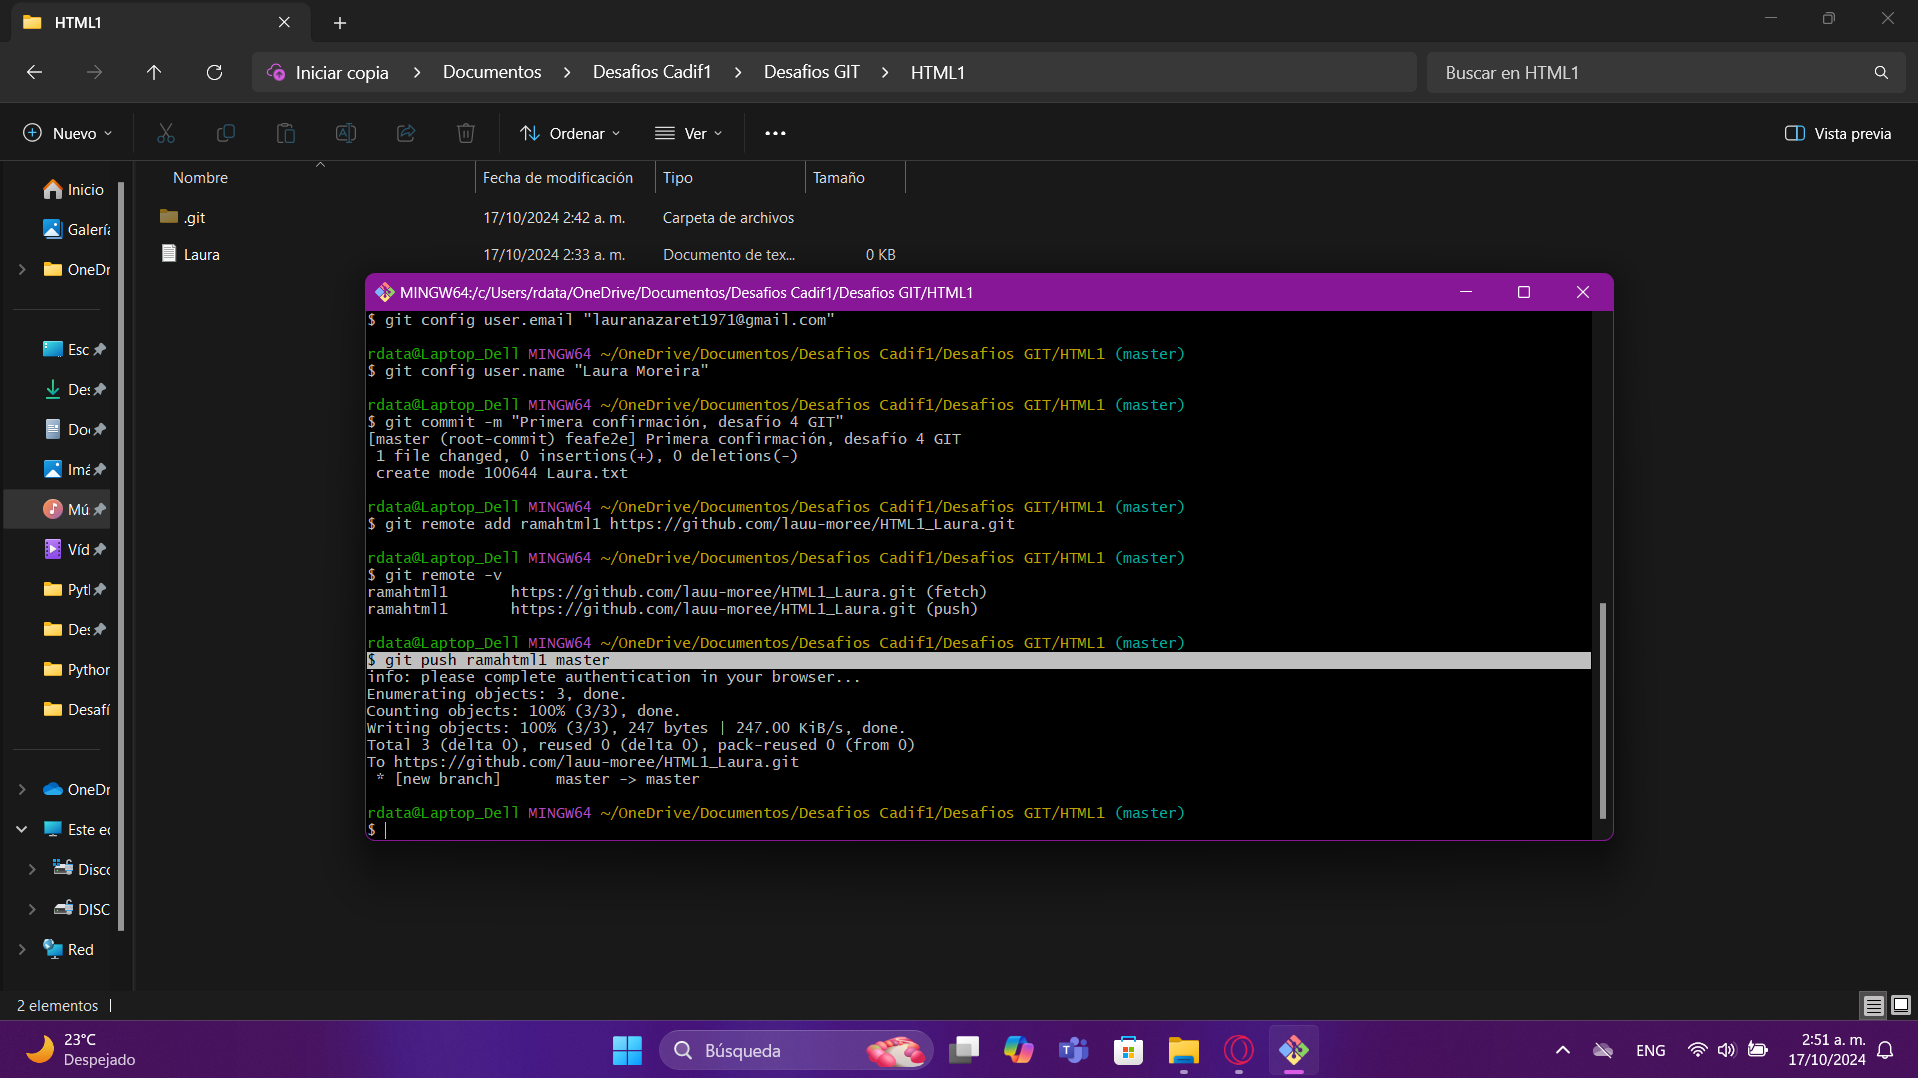 HTML1
Iniciar copia > Documentos > Desafios Cadif1 > Desafios GIT > HTML1
Buscar en HTML1
Nuevo
Ordenar
Ver
Vista previa
Nombre Fecha de modificación Tipo Tamaño
.git 17/10/2024 2:42 a. m. Carpeta de archivos
Laura 17/10/2024 2:33 a. m. Documento de tex... 0 KB
Inicio
Galería
OneDr
Esc
Des
Doc
Imá
Mú
Víd
Pytl
Des
Python
Desafí
OneDr
Este ec
Disco
DISC
Red
MINGW64:/c/Users/rdata/OneDrive/Documentos/Desafios Cadif1/Desafios GIT/HTML1
$ git config user.email "lauranazaret1971@gmail.com"
rdata@Laptop_Dell MINGW64 ~/OneDrive/Documentos/Desafios Cadif1/Desafios GIT/HTML1 (master)
$ git config user.name "Laura Moreira"
rdata@Laptop_Dell MINGW64 ~/OneDrive/Documentos/Desafios Cadif1/Desafios GIT/HTML1 (master)
$ git commit -m "Primera confirmación, desafío 4 GIT"
[master (root-commit) feafe2e] Primera confirmación, desafío 4 GIT
1 file changed, 0 insertions(+), 0 deletions(-)
create mode 100644 Laura.txt
rdata@Laptop_Dell MINGW64 ~/OneDrive/Documentos/Desafios Cadif1/Desafios GIT/HTML1 (master)
$ git remote add ramahtml1 https://github.com/lauu-moree/HTML1_Laura.git
rdata@Laptop_Dell MINGW64 ~/OneDrive/Documentos/Desafios Cadif1/Desafios GIT/HTML1 (master)
$ git remote -v
ramahtml1 https://github.com/lauu-moree/HTML1_Laura.git (fetch)
ramahtml1 https://github.com/lauu-moree/HTML1_Laura.git (push)
rdata@Laptop_Dell MINGW64 ~/OneDrive/Documentos/Desafios Cadif1/Desafios GIT/HTML1 (master)
$ git push ramahtml1 master
info: please complete authentication in your browser...
Enumerating objects: 3, done.
Counting objects: 100% (3/3), done.
Writing objects: 100% (3/3), 247 bytes | 247.00 KiB/s, done.
Total 3 (delta 0), reused 0 (delta 0), pack-reused 0 (from 0)
To https://github.com/lauu-moree/HTML1_Laura.git
* [new branch] master -> master
rdata@Laptop_Dell MINGW64 ~/OneDrive/Documentos/Desafios Cadif1/Desafios GIT/HTML1 (master)
$
2 elementos
23°C
Despejado
Búsqueda
ENG
2:51 a. m.
17/10/2024